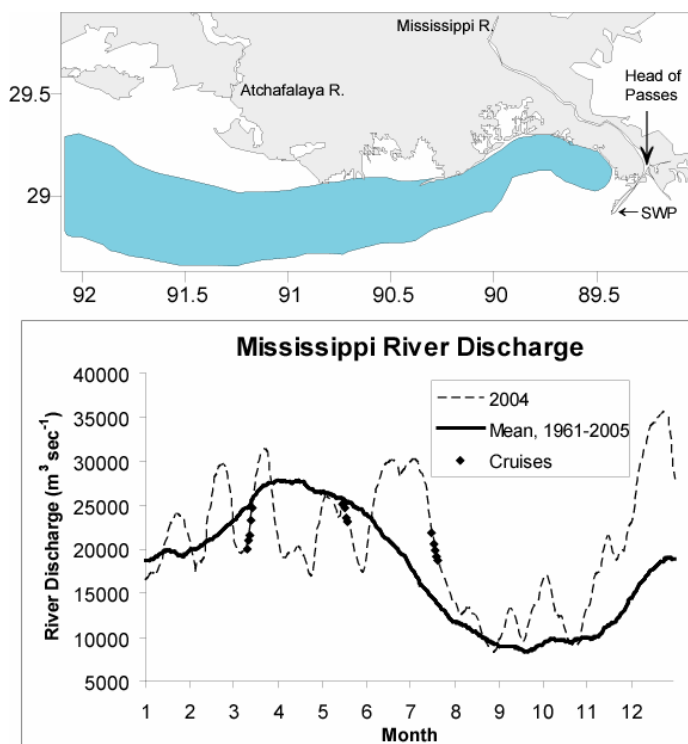 Mississippi R.
Head of
Passes
Atchafalaya R.
29.5
29
SWP
92 91.5 91 90.5 90 89.5
Mississippi River Discharge
40000
35000
30000
25000
20000
15000
10000
5000
River Discharge (m³ sec⁻¹)
2004
Mean, 1961-2005
Cruises
1 2 3 4 5 6 7 8 9 10 11 12
Month